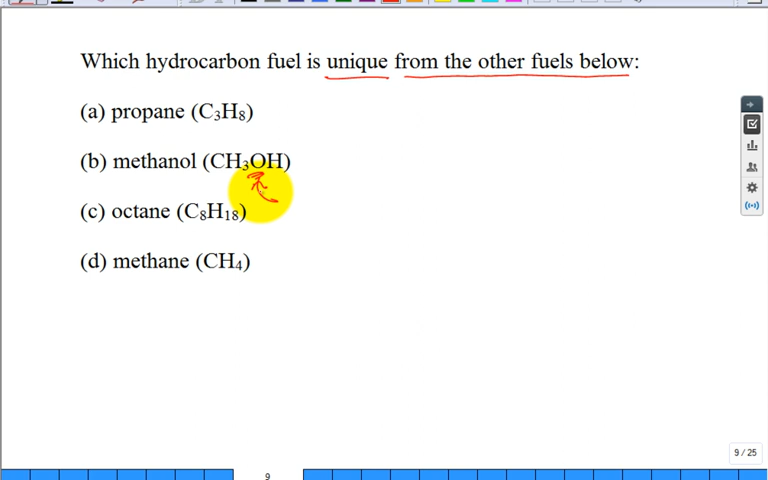 Which hydrocarbon fuel is unique from the other fuels below:
(a) propane (C₃H₈)
(b) methanol (CH₃OH)
(c) octane (C₈H₁₈)
(d) methane (CH₄)
9 / 25
9